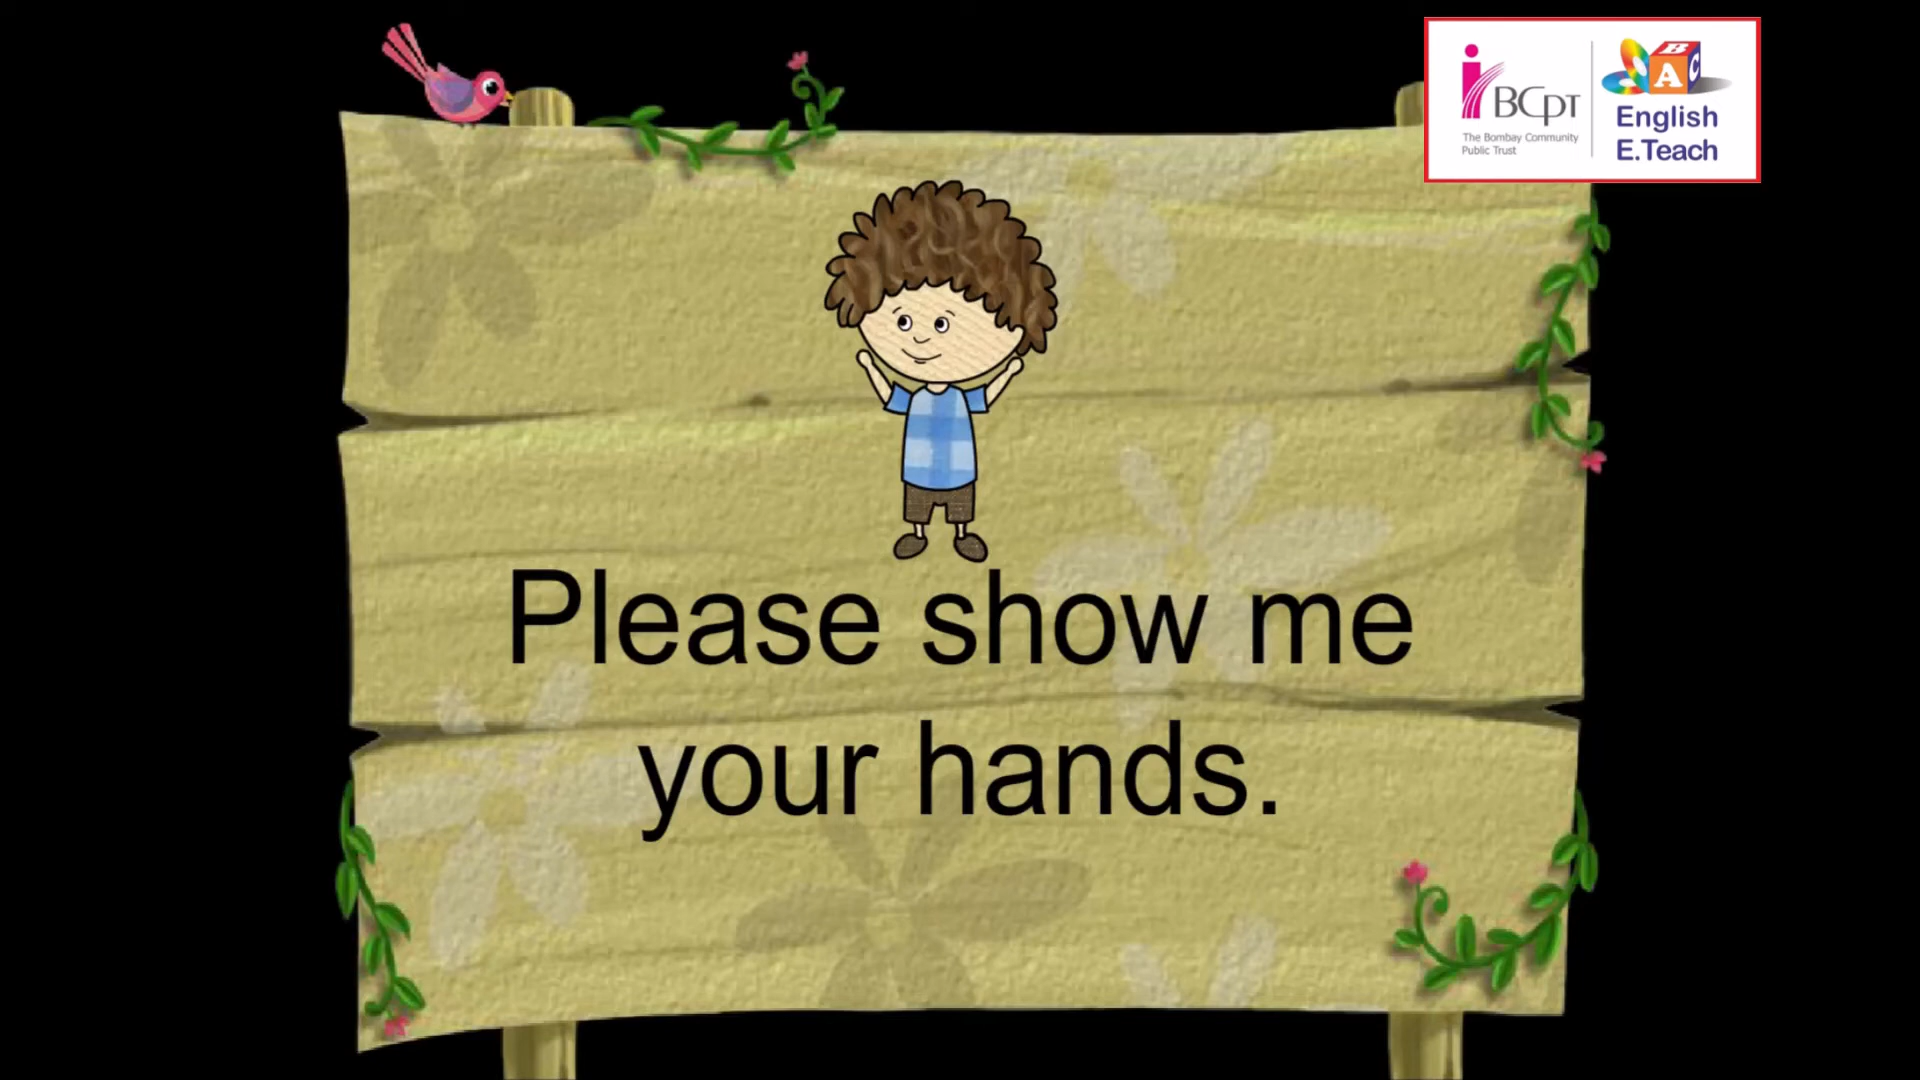 BCPT
The Bombay Community
Public Trust
B
A
C
English
E.Teach
Please show me
your hands.